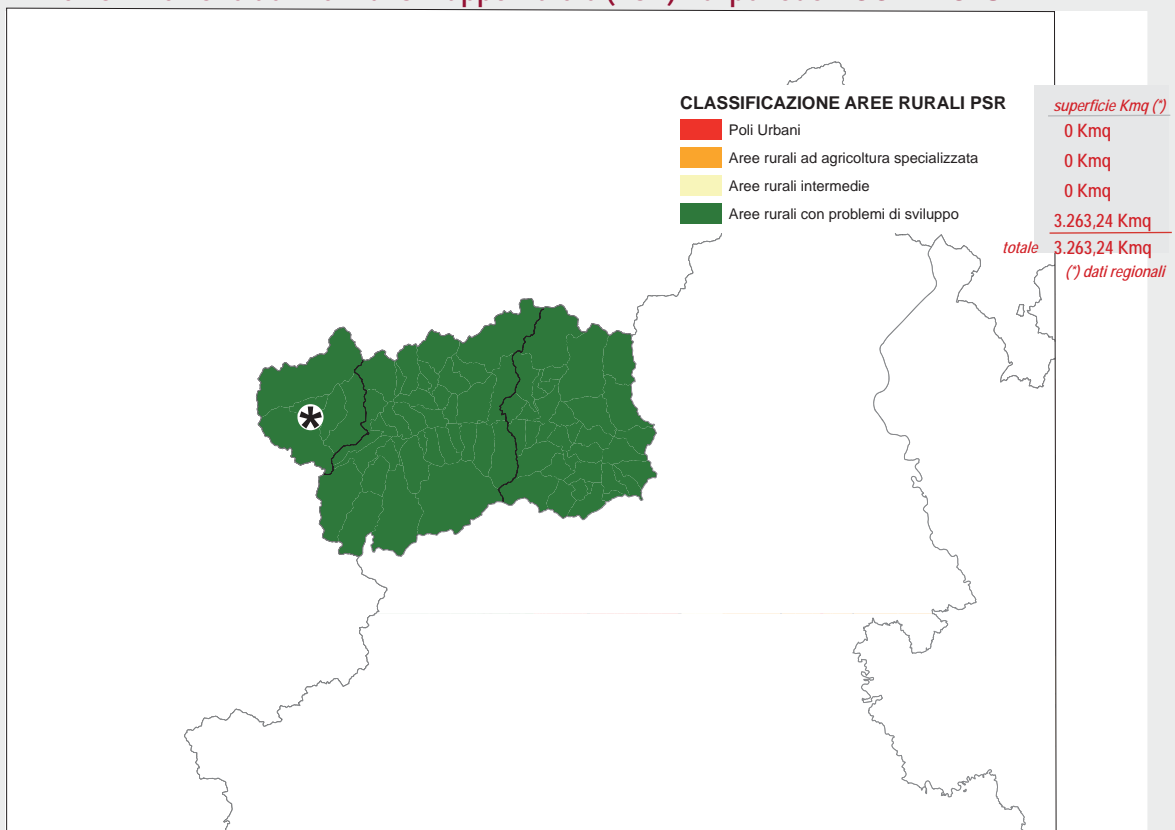 CLASSIFICAZIONE AREE RURALI PSR
superficie Kmq (*)
Poli Urbani
0 Kmq
Aree rurali ad agricoltura specializzata
0 Kmq
Aree rurali intermedie
0 Kmq
Aree rurali con problemi di sviluppo
3.263,24 Kmq
totale 3.263,24 Kmq
(*) dati regionali
*